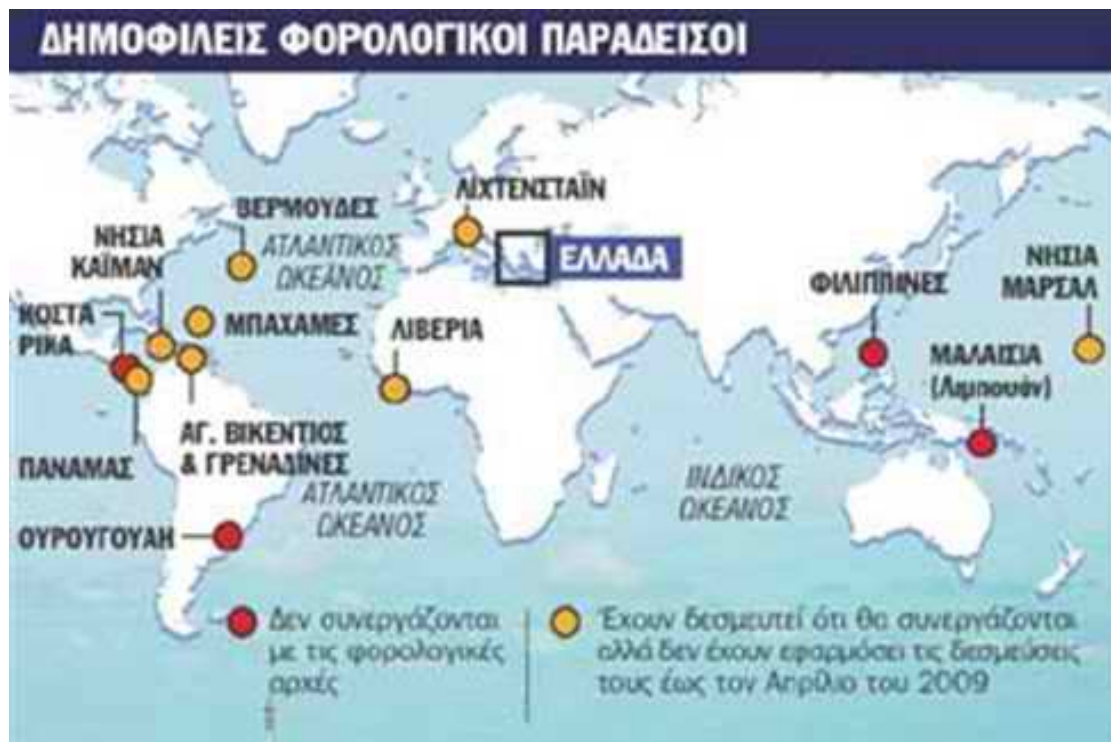 ΔΗΜΟΦΙΛΕΙΣ ΦΟΡΟΛΟΓΙΚΟΙ ΠΑΡΑΔΕΙΣΟΙ
ΛΙΧΤΕΝΣΤΑΪΝ
ΒΕΡΜΟΥΔΕΣ
ΑΤΛΑΝΤΙΚΟΣ
ΩΚΕΑΝΟΣ
ΝΗΣΙΑ
ΚΑΪΜΑΝ
ΕΛΛΑΔΑ
ΦΙΛΙΠΠΙΝΕΣ
ΝΗΣΙΑ
ΜΑΡΣΑΛ
ΚΟΣΤΑ
ΡΙΚΑ
ΜΠΑΧΑΜΕΣ
ΛΙΒΕΡΙΑ
ΜΑΛΑΙΣΙΑ
(Λιμπουάν)
ΑΓ. ΒΙΚΕΝΤΙΟΣ
& ΓΡΕΝΑΔΙΝΕΣ
ΠΑΝΑΜΑΣ
ΑΤΛΑΝΤΙΚΟΣ
ΩΚΕΑΝΟΣ
ΙΝΔΙΚΟΣ
ΩΚΕΑΝΟΣ
ΟΥΡΟΥΓΟΥΑΗ
Δεν συνεργάζονται
με τις φορολογικές
αρχές
Έχουν δεσμευτεί ότι θα συνεργάζονται
αλλά δεν έχουν εφαρμόσει τις δεσμεύσεις
τους έως τον Απρίλιο του 2009